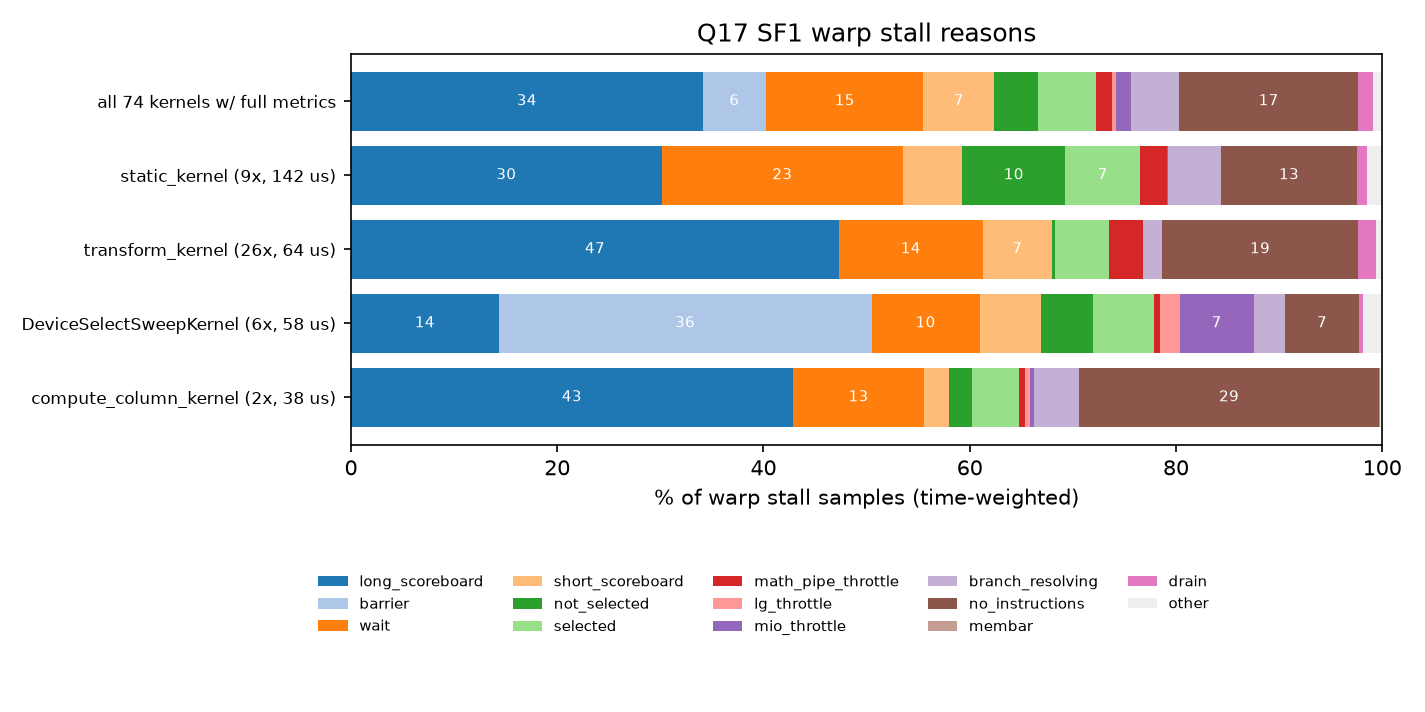 Q17 SF1 warp stall reasons
all 74 kernels w/ full metrics 34 6 15 7 17
static_kernel (9x, 142 us) 30 23 10 7 13
transform_kernel (26x, 64 us) 47 14 7 19
DeviceSelectSweepKernel (6x, 58 us) 14 36 10 7 7
compute_column_kernel (2x, 38 us) 43 13 29
0 20 40 60 80 100
% of warp stall samples (time-weighted)
long_scoreboard short_scoreboard math_pipe_throttle branch_resolving drain
barrier not_selected lg_throttle no_instructions other
wait selected mio_throttle membar